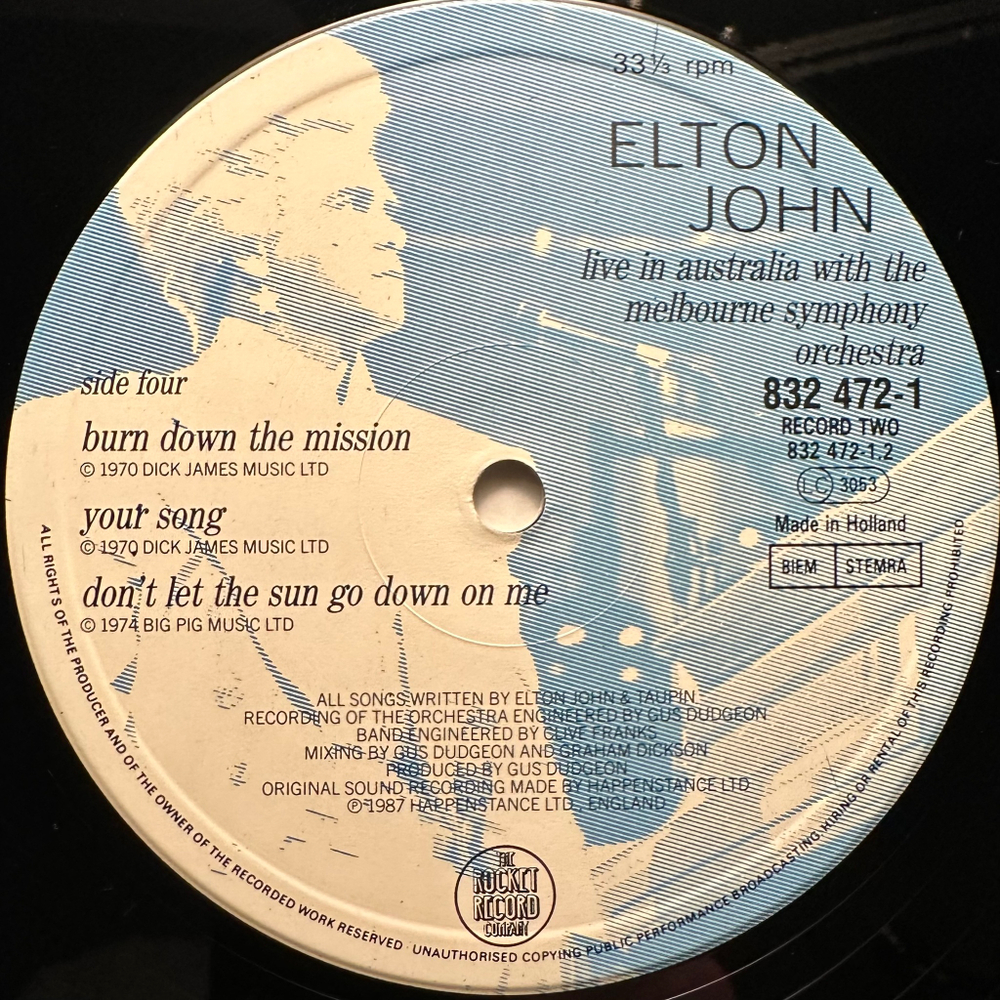 33⅓ rpm
ELTON
JOHN
live in australia with the
melbourne symphony
orchestra
832 472-1
RECORD TWO
832 472-1.2
LC 3053
Made in Holland
BIEM STEMRA
side four
burn down the mission
© 1970 DICK JAMES MUSIC LTD
your song
© 1970 DICK JAMES MUSIC LTD
don't let the sun go down on me
© 1974 BIG PIG MUSIC LTD
ALL SONGS WRITTEN BY ELTON JOHN & TAUPIN
RECORDING OF THE ORCHESTRA ENGINEERED BY GUS DUDGEON
BAND ENGINEERED BY CLIVE FRANKS
MIXING BY GUS DUDGEON AND GRAHAM DICKSON
PRODUCED BY GUS DUDGEON
ORIGINAL SOUND RECORDING MADE BY HAPPENSTANCE LTD
℗ 1987 HAPPENSTANCE LTD., ENGLAND
THE
ROCKET
RECORD
COMPANY
ALL RIGHTS OF THE PRODUCER AND OF THE OWNER OF THE RECORDED WORK RESERVED · UNAUTHORISED COPYING PUBLIC PERFORMANCE BROADCASTING HIRING OR RENTAL OF THIS RECORDING PROHIBITED